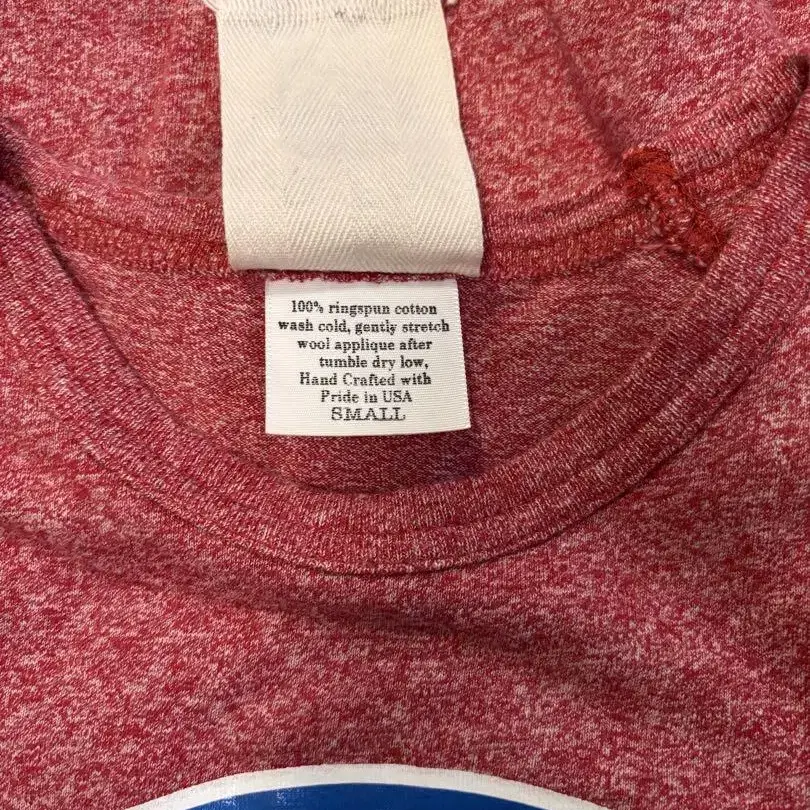 100% ringspun cotton
wash cold, gently stretch
wool applique after
tumble dry low,
Hand Crafted with
Pride in USA
SMALL